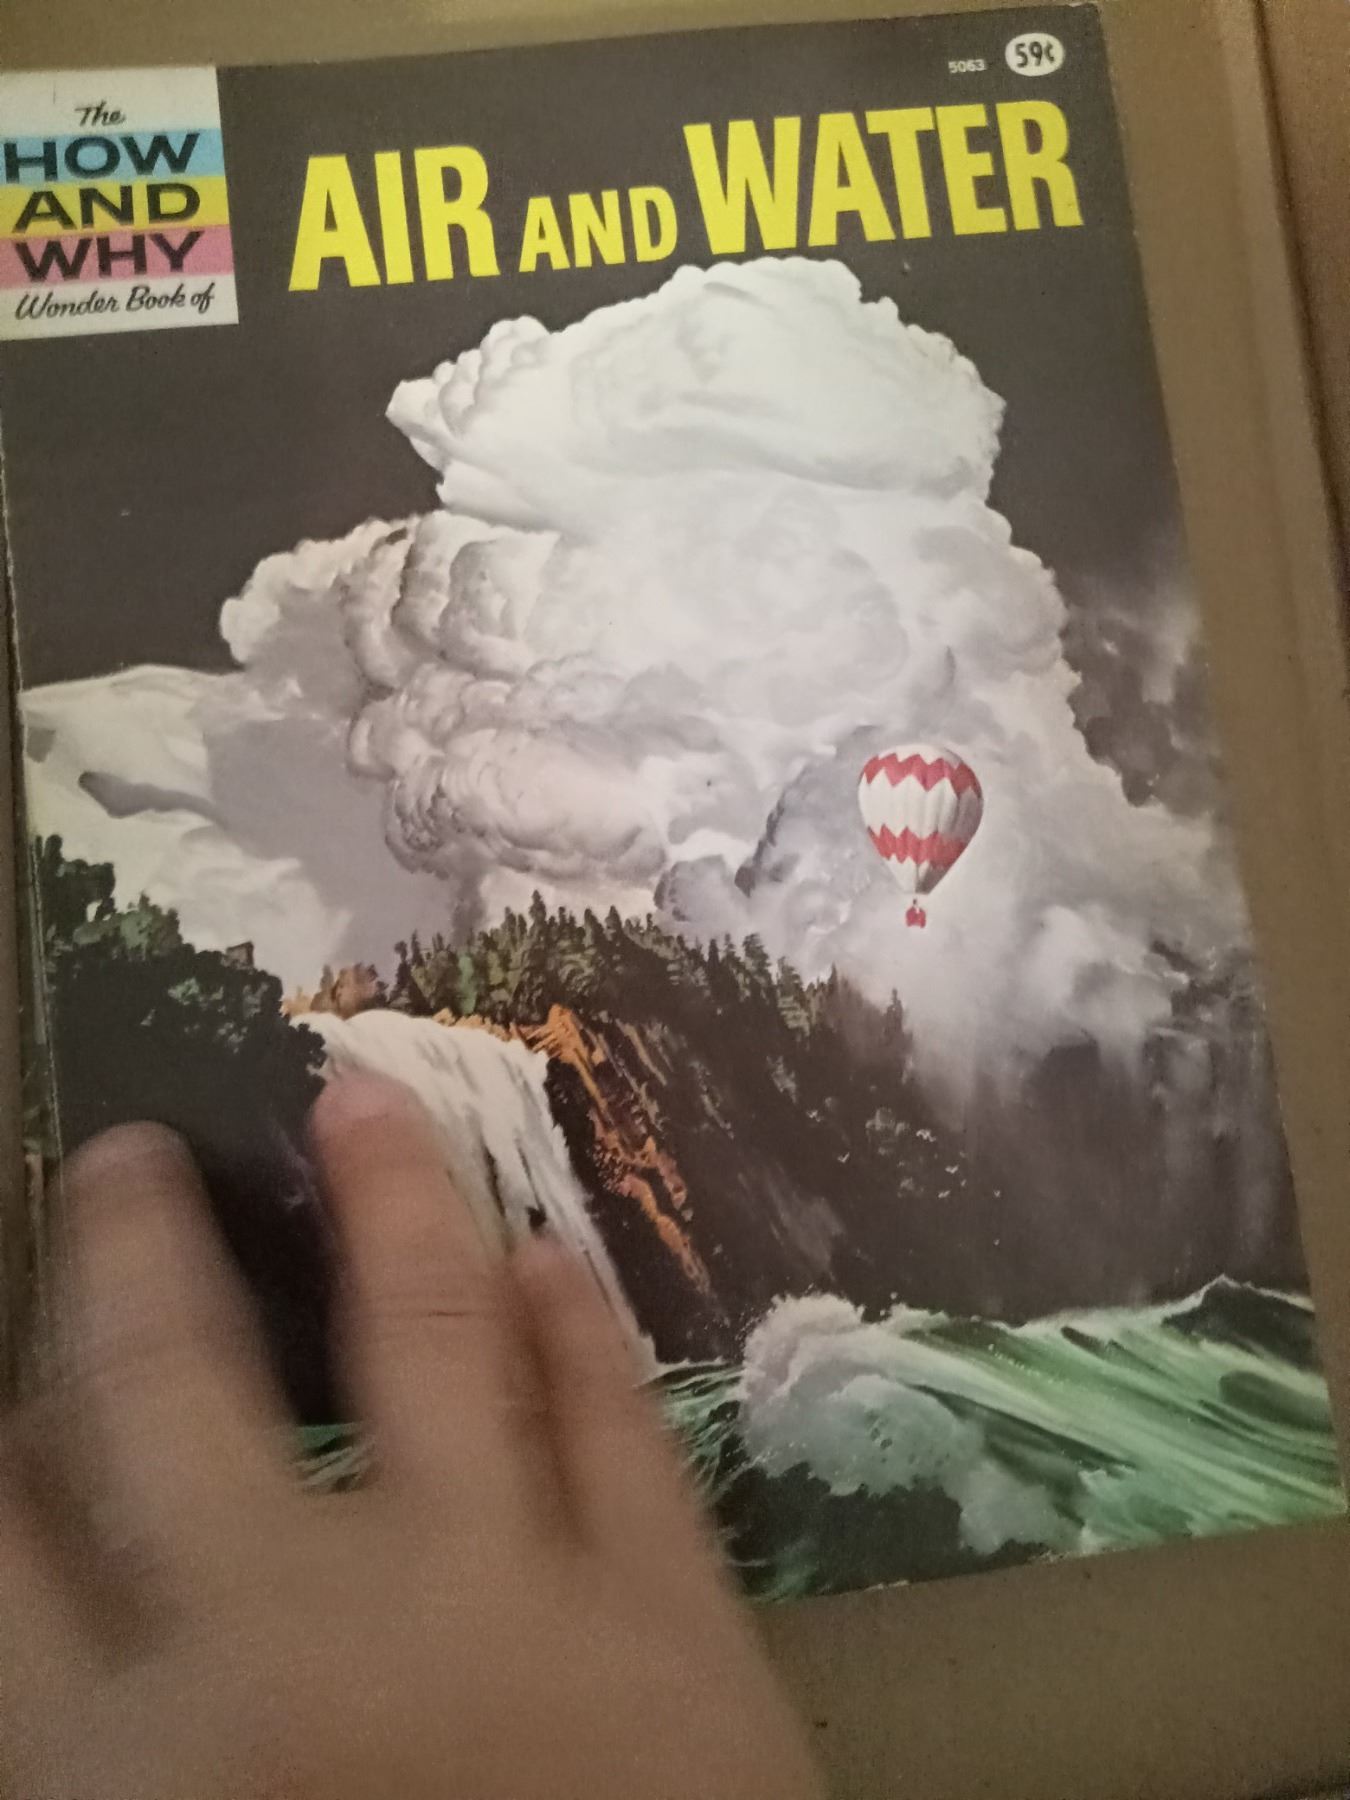 The
HOW
AND
WHY
Wonder Book of
5063
59¢
AIR AND WATER